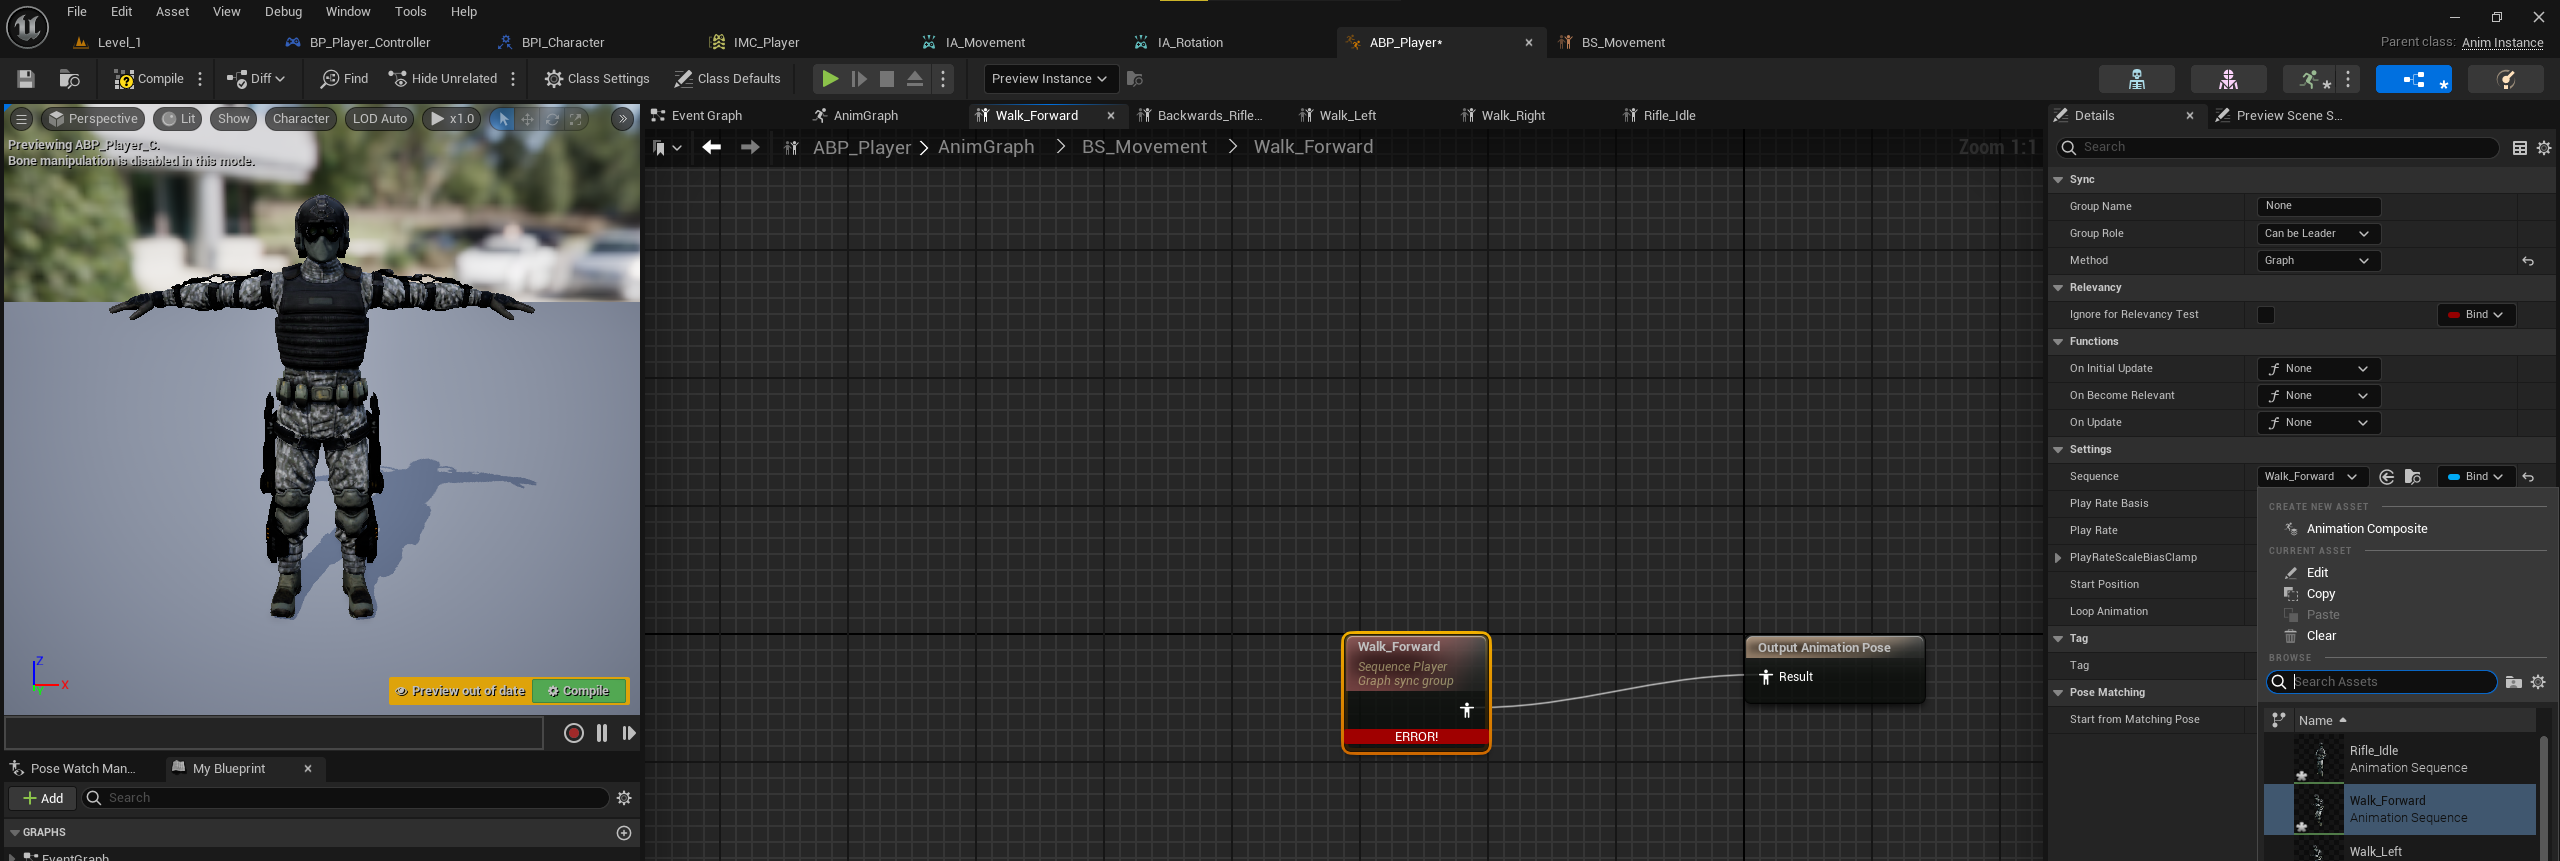 File Edit Asset View Debug Window Tools Help
Level_1 BP_Player_Controller BPI_Character IMC_Player IA_Movement IA_Rotation ABP_Player* BS_Movement
Parent class: Anim Instance
Compile Diff Find Hide Unrelated Class Settings Class Defaults Preview Instance
Perspective Lit Show Character LOD Auto x1.0
Previewing ABP_Player_C.
Bone manipulation is disabled in this mode.
Z
X
Y
Preview out of date Compile
Pose Watch Man... My Blueprint
Add Search
GRAPHS
EventGraph
Event Graph AnimGraph Walk_Forward Backwards_Rifle... Walk_Left Walk_Right Rifle_Idle
ABP_Player > AnimGraph > BS_Movement > Walk_Forward
Zoom 1:1
Walk_Forward
Sequence Player
Graph sync group
ERROR!
Output Animation Pose
Result
Details Preview Scene S...
Search
Sync
Group Name None
Group Role Can be Leader
Method Graph
Relevancy
Ignore for Relevancy Test Bind
Functions
On Initial Update None
On Become Relevant None
On Update None
Settings
Sequence Walk_Forward Bind
Play Rate Basis
Play Rate
PlayRateScaleBiasClamp
Start Position
Loop Animation
Tag
Tag
Pose Matching
Start from Matching Pose
CREATE NEW ASSET
Animation Composite
CURRENT ASSET
Edit
Copy
Paste
Clear
BROWSE
Search Assets
Name
Rifle_Idle
Animation Sequence
Walk_Forward
Animation Sequence
Walk_Left